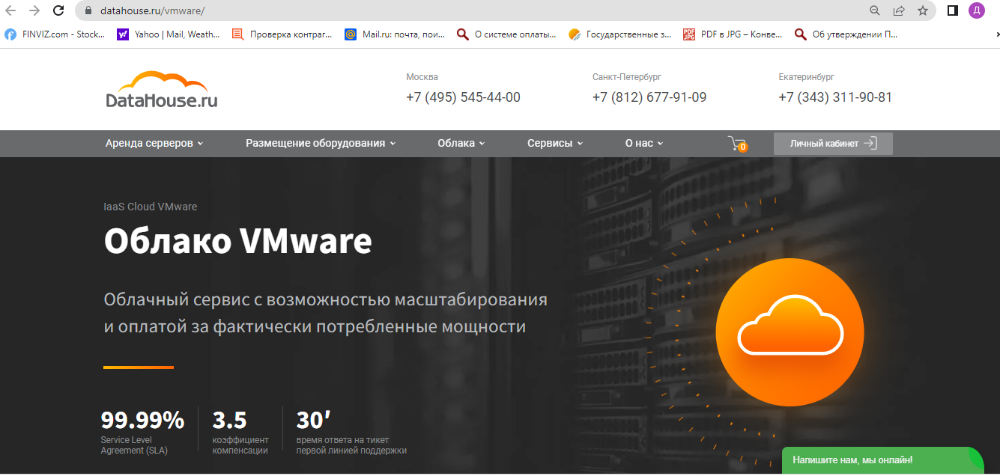 datahouse.ru/vmware/
Д
FINVIZ.com - Stock...
Yahoo | Mail, Weath...
Проверка контраг...
Mail.ru: почта, пои...
О системе оплаты...
Государственные з...
PDF в JPG – Конве...
Об утверждении П...
DataHouse.ru
Москва
+7 (495) 545-44-00
Санкт-Петербург
+7 (812) 677-91-09
Екатеринбург
+7 (343) 311-90-81
Аренда серверов
Размещение оборудования
Облака
Сервисы
О нас
0
Личный кабинет
IaaS Cloud VMware
Облако VMware
Облачный сервис с возможностью масштабирования
и оплатой за фактически потребленные мощности
99.99%
Service Level
Agreement (SLA)
3.5
коэффициент
компенсации
30′
время ответа на тикет
первой линией поддержки
Напишите нам, мы онлайн!